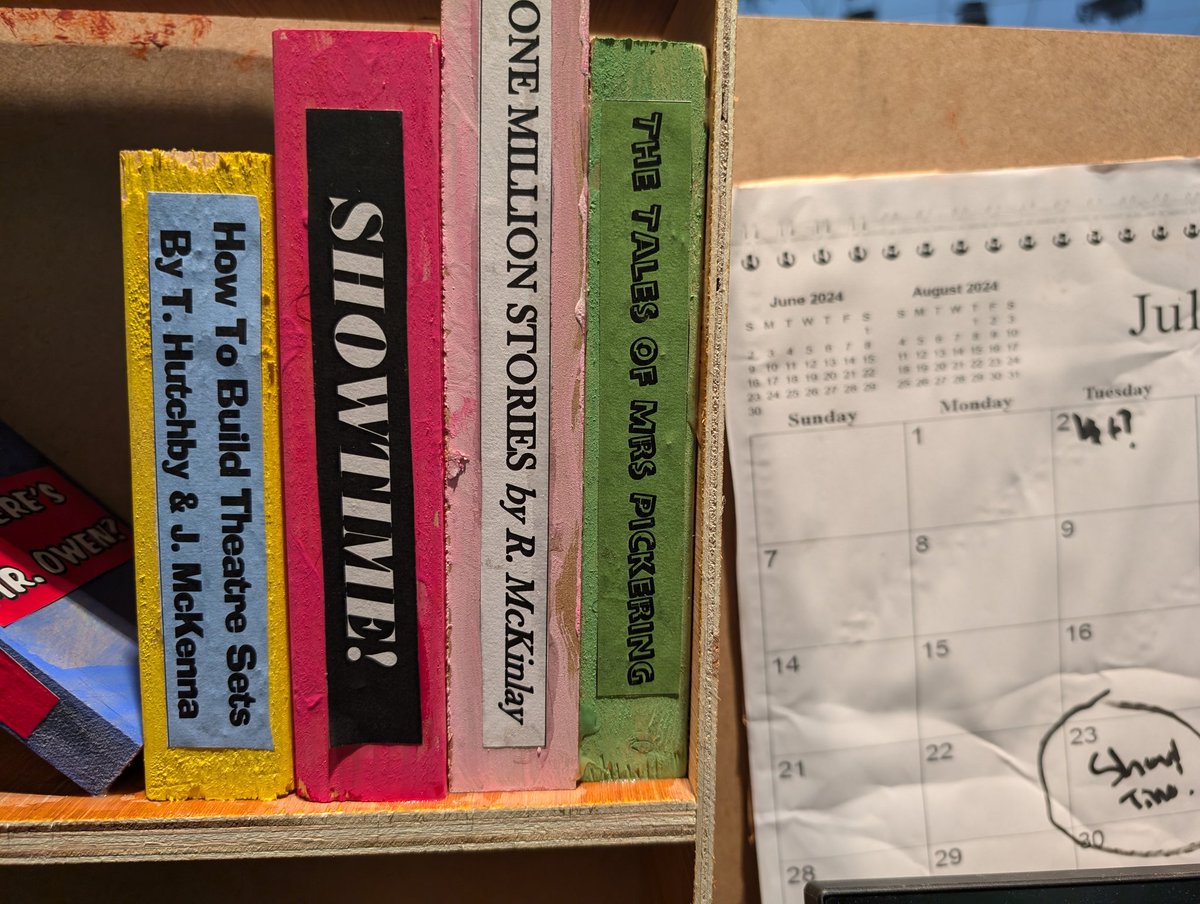 ERE'S
MR. OWEN?
How To Build Theatre Sets
By T. Hutchby & J. McKenna
SHOWTIME!
ONE MILLION STORIES by R. McKinlay
THE TALES OF MRS PICKERING
June 2024
S M T W T F S
1
2 3 4 5 6 7 8
9 10 11 12 13 14 15
16 17 18 19 20 21 22
23 24 25 26 27 28 29
30
August 2024
S M T W T F S
1 2 3
4 5 6 7 8 9 10
11 12 13 14 15 16 17
18 19 20 21 22 23 24
25 26 27 28 29 30 31
Jul
Sunday Monday Tuesday
1 2
7 8 9
14 15 16
21 22 23
Show
Time.
28 29 30